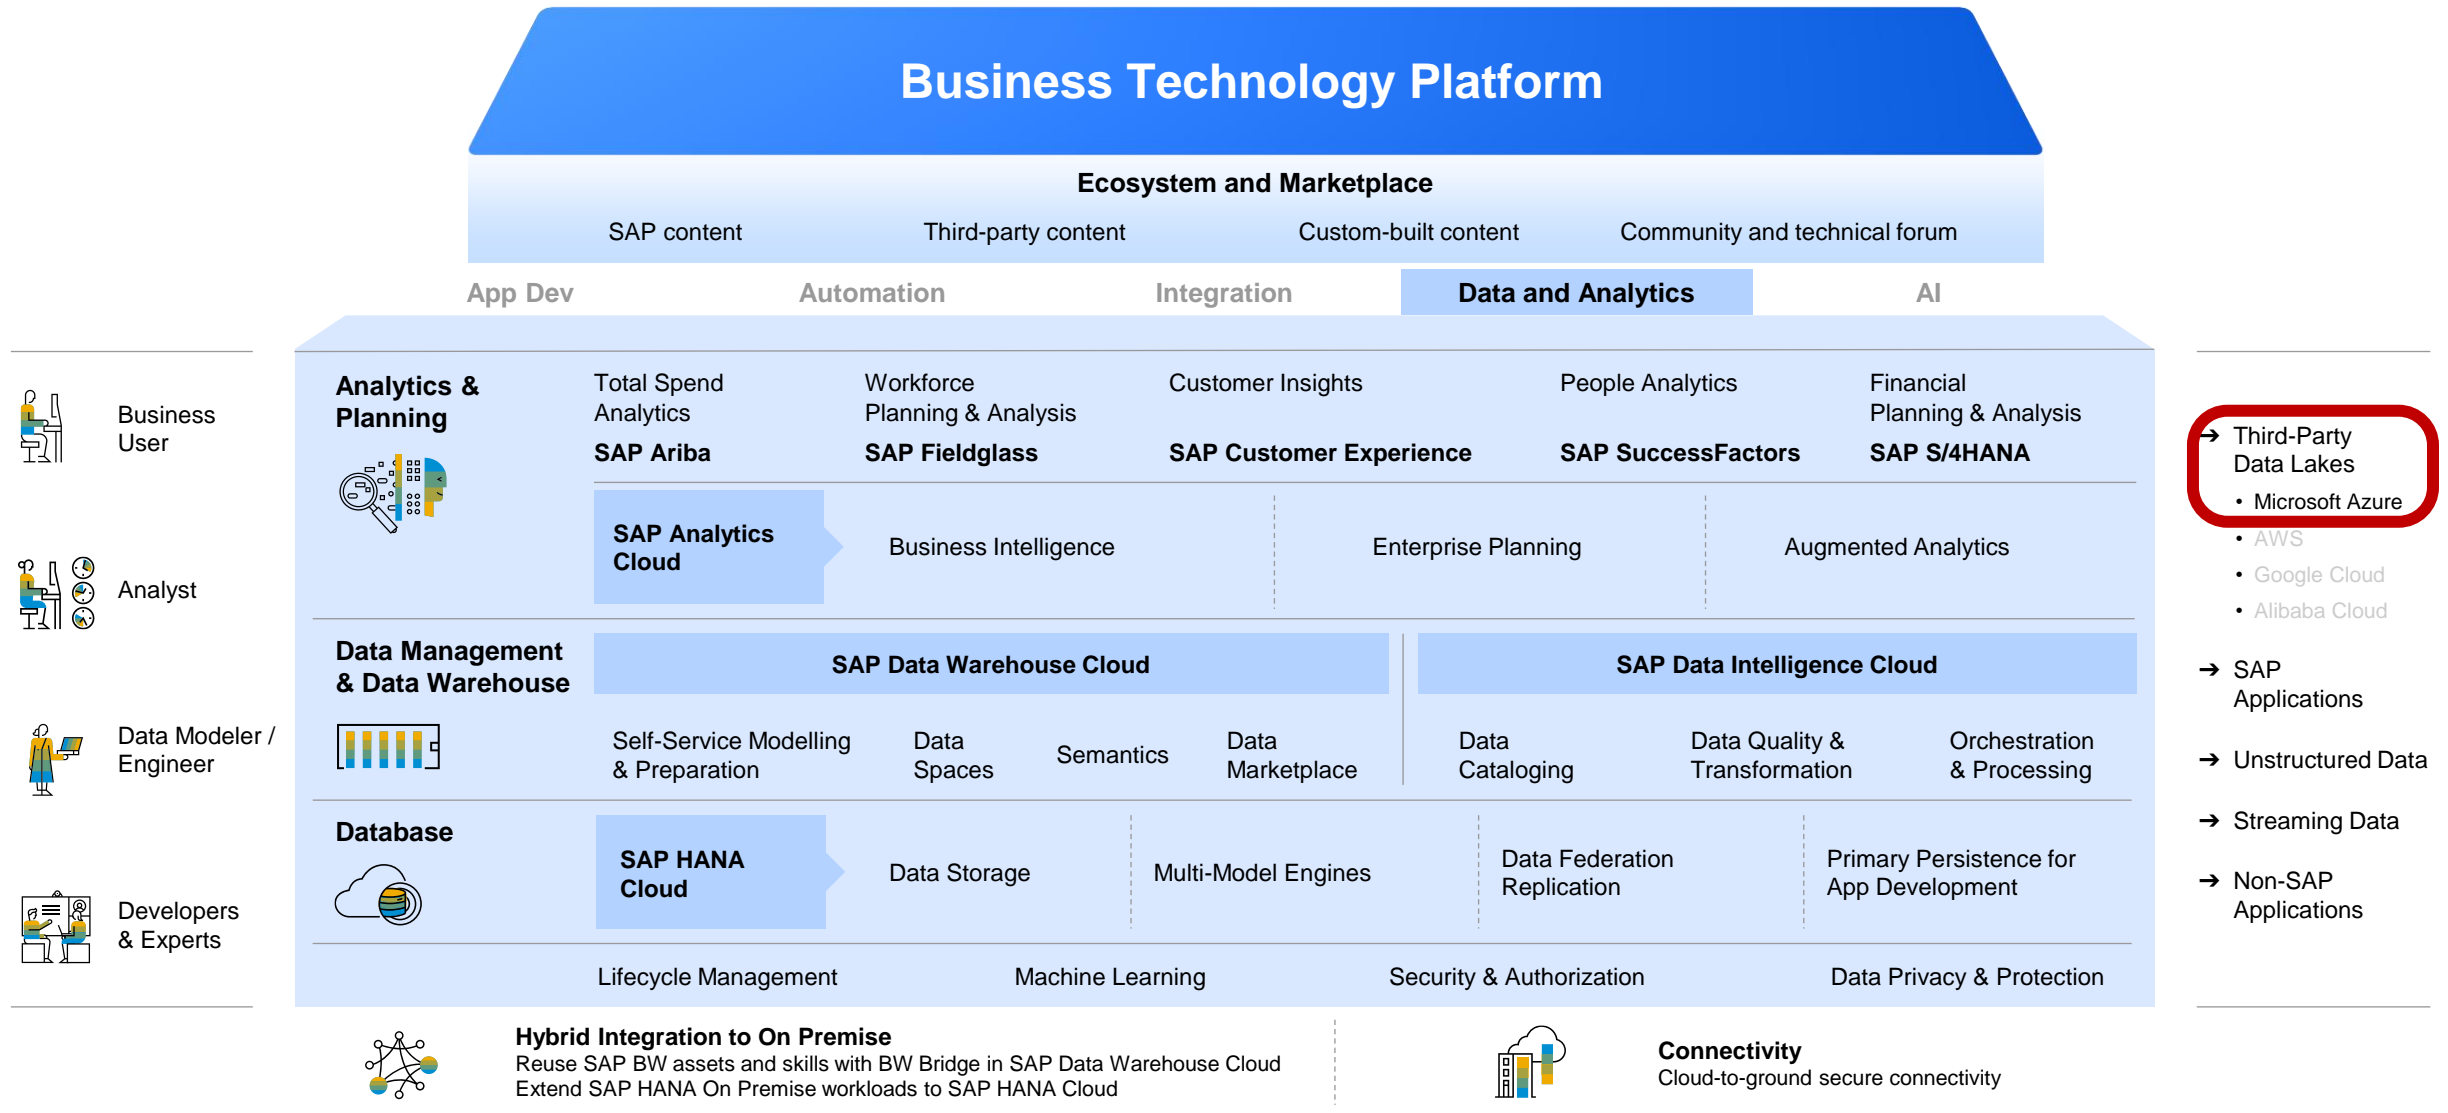 Business Technology Platform
Ecosystem and Marketplace
SAP content
Third-party content
Custom-built content
Community and technical forum
App Dev
Automation
Integration
Data and Analytics
AI
Business
User
Analyst
Data Modeler /
Engineer
Developers
& Experts
Analytics &
Planning
Total Spend
Analytics
SAP Ariba
Workforce
Planning & Analysis
SAP Fieldglass
Customer Insights
SAP Customer Experience
People Analytics
SAP SuccessFactors
Financial
Planning & Analysis
SAP S/4HANA
SAP Analytics
Cloud
Business Intelligence
Enterprise Planning
Augmented Analytics
Data Management
& Data Warehouse
SAP Data Warehouse Cloud
Self-Service Modelling
& Preparation
Data
Spaces
Semantics
Data
Marketplace
SAP Data Intelligence Cloud
Data
Cataloging
Data Quality &
Transformation
Orchestration
& Processing
Database
SAP HANA
Cloud
Data Storage
Multi-Model Engines
Data Federation
Replication
Primary Persistence for
App Development
Lifecycle Management
Machine Learning
Security & Authorization
Data Privacy & Protection
➔ Third-Party
Data Lakes
• Microsoft Azure
• AWS
• Google Cloud
• Alibaba Cloud
➔ SAP
Applications
➔ Unstructured Data
➔ Streaming Data
➔ Non-SAP
Applications
Hybrid Integration to On Premise
Reuse SAP BW assets and skills with BW Bridge in SAP Data Warehouse Cloud
Extend SAP HANA On Premise workloads to SAP HANA Cloud
Connectivity
Cloud-to-ground secure connectivity